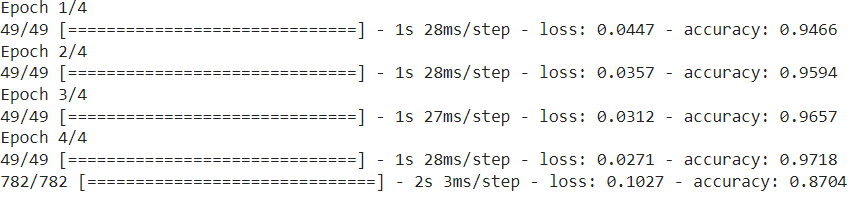 Epoch 1/4
49/49 [==============================] - 1s 28ms/step - loss: 0.0447 - accuracy: 0.9466
Epoch 2/4
49/49 [==============================] - 1s 28ms/step - loss: 0.0357 - accuracy: 0.9594
Epoch 3/4
49/49 [==============================] - 1s 27ms/step - loss: 0.0312 - accuracy: 0.9657
Epoch 4/4
49/49 [==============================] - 1s 28ms/step - loss: 0.0271 - accuracy: 0.9718
782/782 [==============================] - 2s 3ms/step - loss: 0.1027 - accuracy: 0.8704